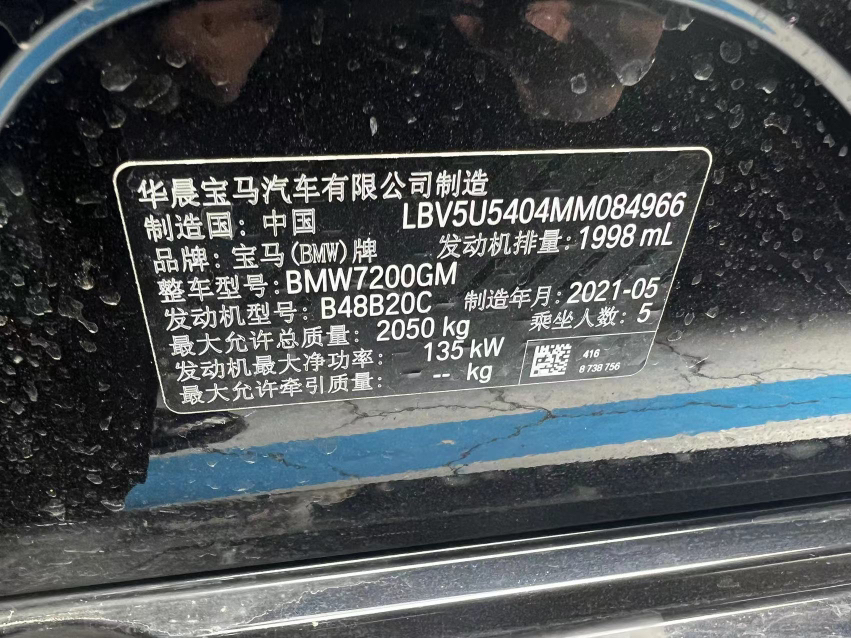 华晨宝马汽车有限公司制造
制造国：中国 LBV5U5404MM084966
品牌：宝马(BMW)牌 发动机排量：1998 mL
整车型号:BMW7200GM
发动机型号：B48B20C 制造年月：2021-05
最大允许总质量：2050 kg 乘坐人数：5
发动机最大净功率：135 kW
最大允许牵引质量：-- kg
416
8 738 756